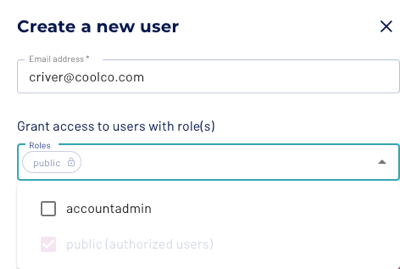 Create a new user
Email address *
criver@coolco.com
Grant access to users with role(s)
Roles
public
accountadmin
public (authorized users)